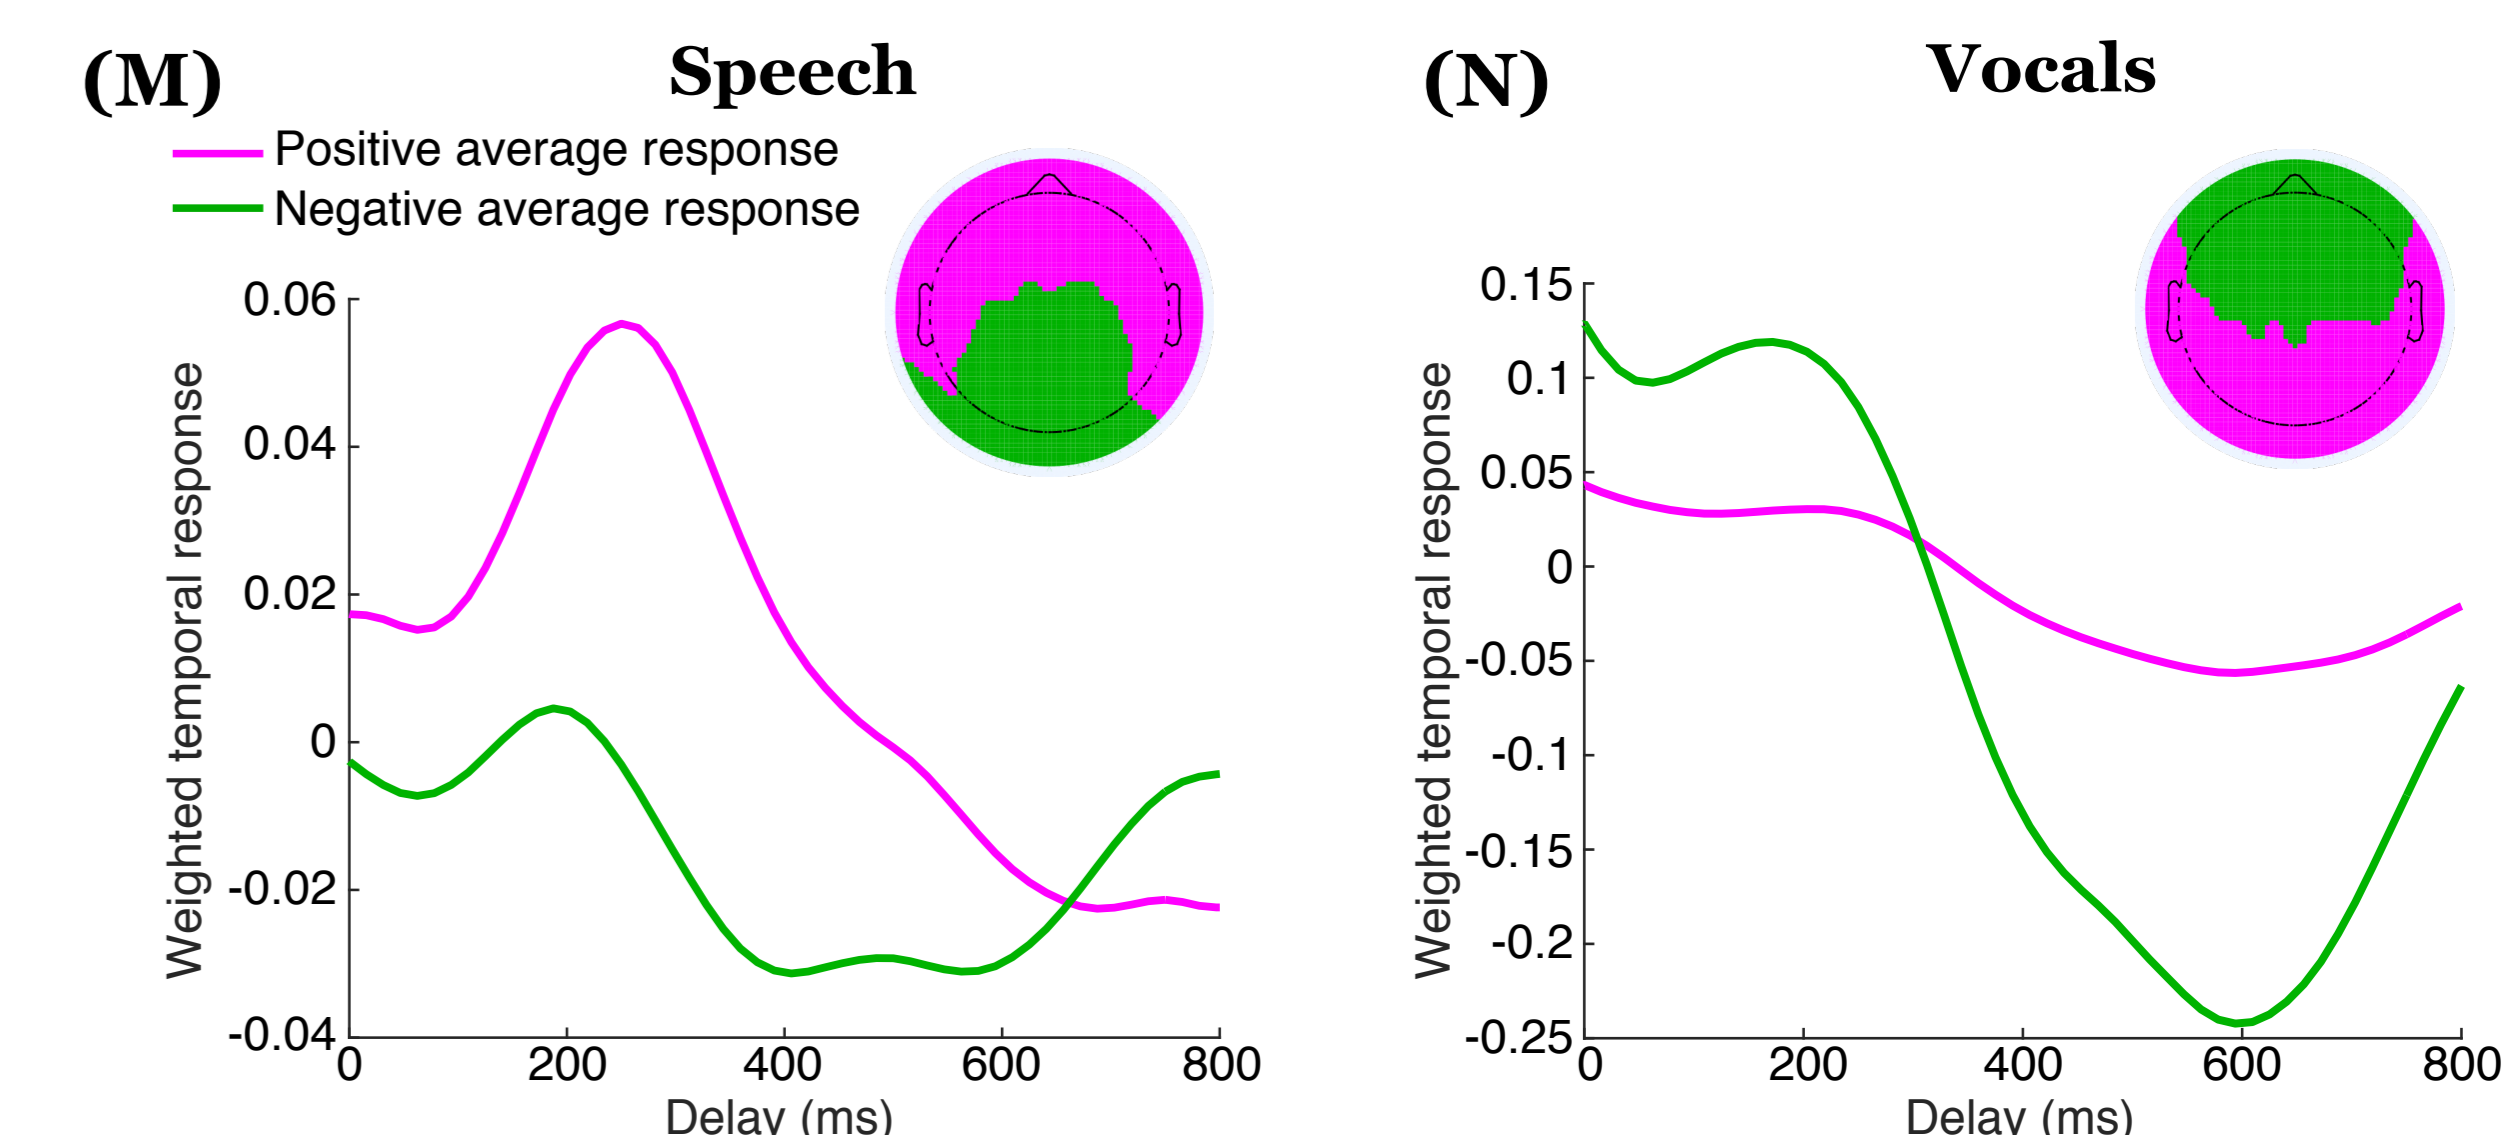 (M) Speech
Positive average response
Negative average response
0.06
0.04
0.02
0
-0.02
-0.04
Weighted temporal response
0 200 400 600 800
Delay (ms)
(N) Vocals
0.15
0.1
0.05
0
-0.05
-0.1
-0.15
-0.2
-0.25
Weighted temporal response
0 200 400 600 800
Delay (ms)